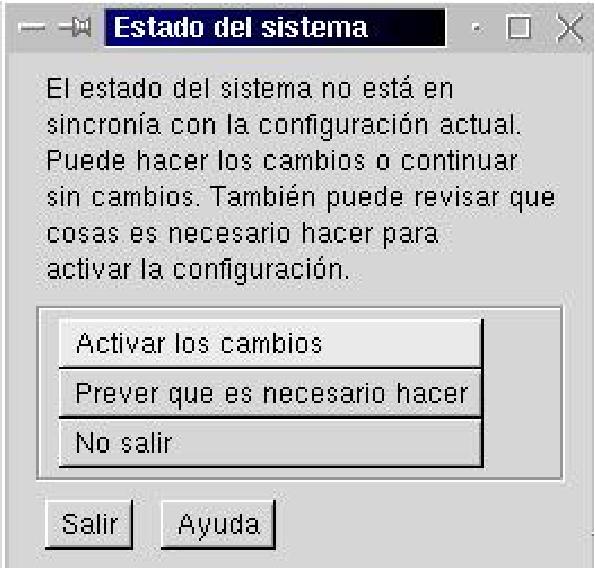 Estado del sistema
El estado del sistema no está en
sincronía con la configuración actual.
Puede hacer los cambios o continuar
sin cambios. También puede revisar que
cosas es necesario hacer para
activar la configuración.
Activar los cambios
Prever que es necesario hacer
No salir
Salir Ayuda